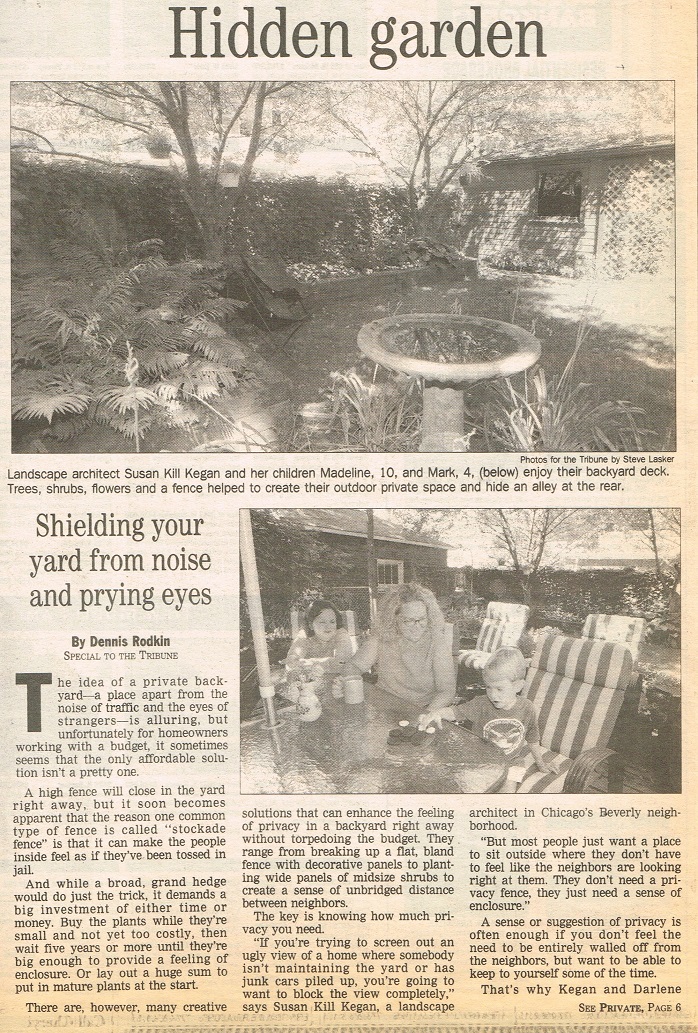 Hidden garden
Photos for the Tribune by Steve Lasker
Landscape architect Susan Kill Kegan and her children Madeline, 10, and Mark, 4, (below) enjoy their backyard deck.
Trees, shrubs, flowers and a fence helped to create their outdoor private space and hide an alley at the rear.
Shielding your
yard from noise
and prying eyes
By Dennis Rodkin
SPECIAL TO THE TRIBUNE
The idea of a private back-
yard—a place apart from the
noise of traffic and the eyes of
strangers—is alluring, but
unfortunately for homeowners
working with a budget, it sometimes
seems that the only affordable solu-
tion isn't a pretty one.
A high fence will close in the yard
right away, but it soon becomes
apparent that the reason one common
type of fence is called "stockade
fence" is that it can make the people
inside feel as if they've been tossed in
jail.
And while a broad, grand hedge
would do just the trick, it demands a
big investment of either time or
money. Buy the plants while they're
small and not yet too costly, then
wait five years or more until they're
big enough to provide a feeling of
enclosure. Or lay out a huge sum to
put in mature plants at the start.
There are, however, many creative
solutions that can enhance the feeling
of privacy in a backyard right away
without torpedoing the budget. They
range from breaking up a flat, bland
fence with decorative panels to plant-
ing wide panels of midsize shrubs to
create a sense of unbridged distance
between neighbors.
The key is knowing how much pri-
vacy you need.
"If you're trying to screen out an
ugly view of a home where somebody
isn't maintaining the yard or has
junk cars piled up, you're going to
want to block the view completely,"
says Susan Kill Kegan, a landscape
architect in Chicago's Beverly neigh-
borhood.
"But most people just want a place
to sit outside where they don't have
to feel like the neighbors are looking
right at them. They don't need a pri-
vacy fence, they just need a sense of
enclosure."
A sense or suggestion of privacy is
often enough if you don't feel the
need to be entirely walled off from
the neighbors, but want to be able to
keep to yourself some of the time.
That's why Kegan and Darlene
SEE PRIVATE, PAGE 6